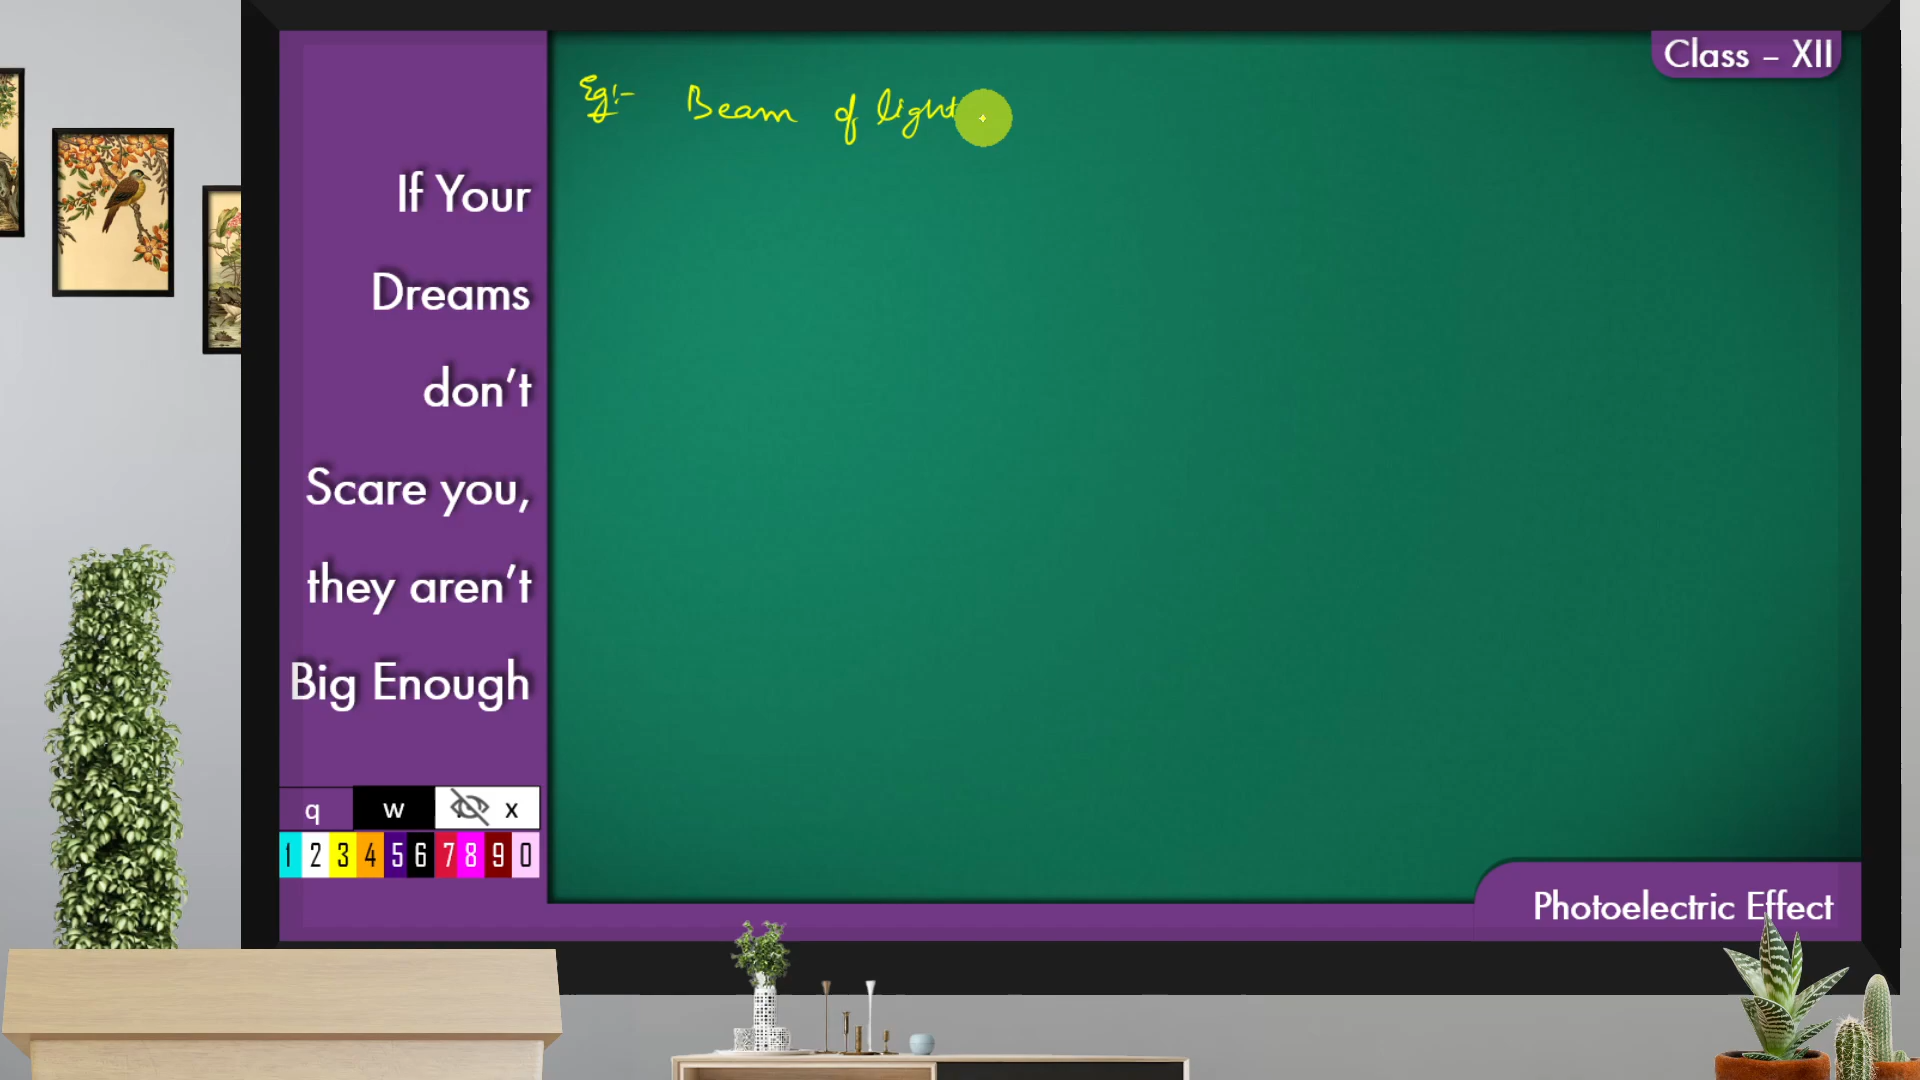 Class – XII
Eg:- Beam of light
If Your
Dreams
don’t
Scare you,
they aren’t
Big Enough
q w x
1 2 3 4 5 6 7 8 9 0
Photoelectric Effect